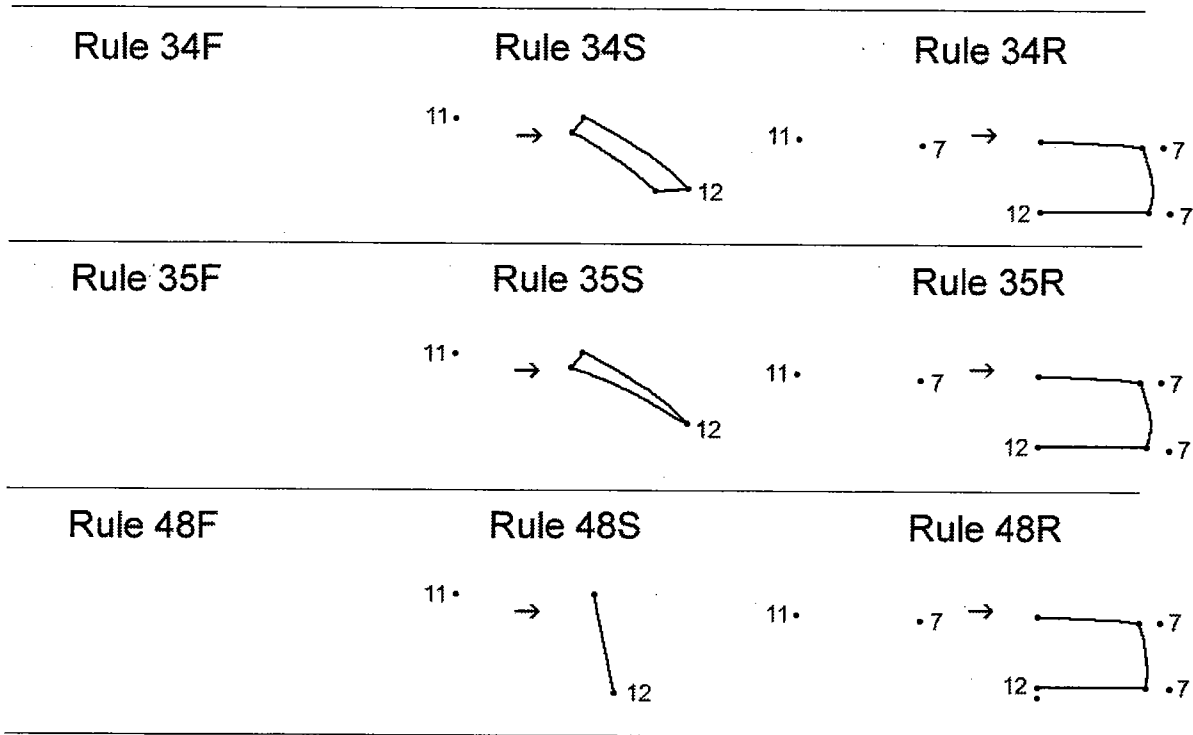 Rule 34F Rule 34S Rule 34R
11 → 12 11 7 → 7 12 7
Rule 35F Rule 35S Rule 35R
11 → 12 11 7 → 7 12 7
Rule 48F Rule 48S Rule 48R
11 → 12 11 7 → 7 12 7